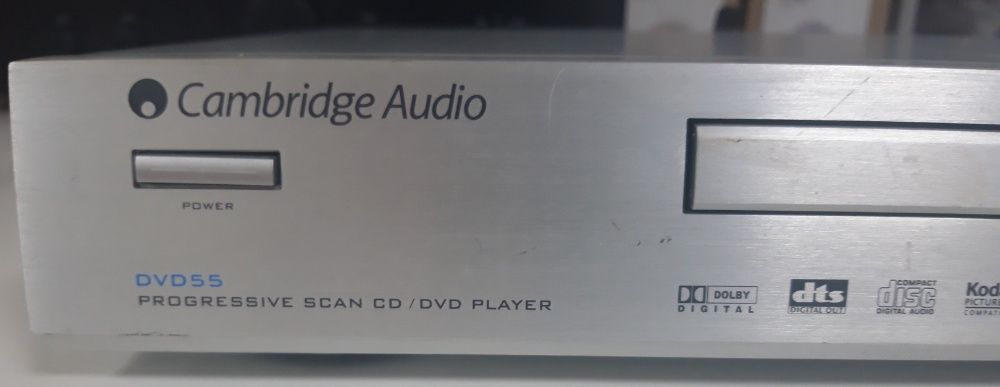 Cambridge Audio
POWER
DVD55
PROGRESSIVE SCAN CD/DVD PLAYER
DOLBY
DIGITAL
dts
DIGITAL OUT
COMPACT
disc
DIGITAL AUDIO